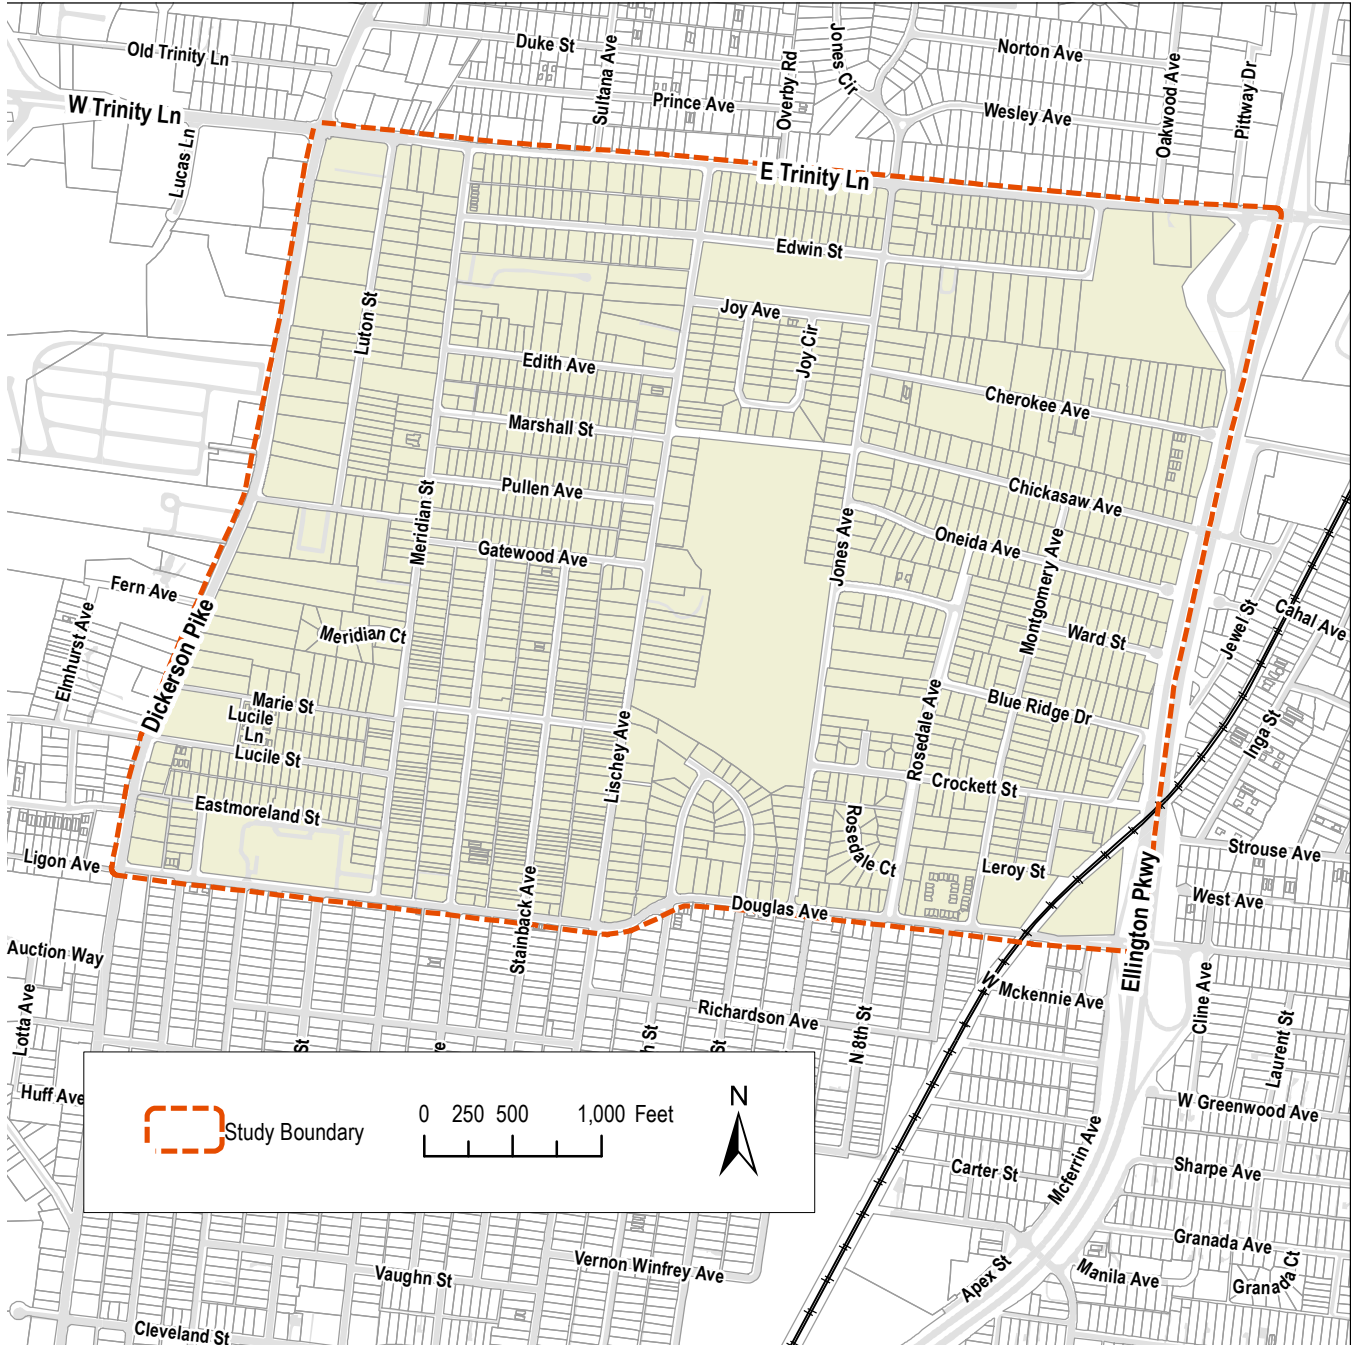 Old Trinity Ln
Duke St
Sultana Ave
Overby Rd
Jones Cir
Norton Ave
Oakwood Ave
Pittway Dr
W Trinity Ln
Prince Ave
Wesley Ave
Lucas Ln
E Trinity Ln
Edwin St
Luton St
Joy Ave
Joy Cir
Edith Ave
Cherokee Ave
Marshall St
Meridian St
Pullen Ave
Chickasaw Ave
Jones Ave
Oneida Ave
Gatewood Ave
Montgomery Ave
Fern Ave
Elmhurst Ave
Dickerson Pike
Meridian Ct
Ward St
Jewel St
Cahal Ave
Marie St
Lucile
Ln
Lucile St
Lischey Ave
Rosedale Ave
Blue Ridge Dr
Inga St
Crockett St
Eastmoreland St
Rosedale Ct
Leroy St
Strouse Ave
Ligon Ave
Stainback Ave
Douglas Ave
Ellington Pkwy
West Ave
Auction Way
Lotta Ave
W Mckennie Ave
Cline Ave
Richardson Ave
N 8th St
Laurent St
St
ve
h St
St
Huff Ave
W Greenwood Ave
Study Boundary
0 250 500 1,000 Feet
N
Carter St
Mcferrin Ave
Sharpe Ave
Granada Ave
Granada Ct
Vaughn St
Vernon Winfrey Ave
Apex St
Manila Ave
Cleveland St